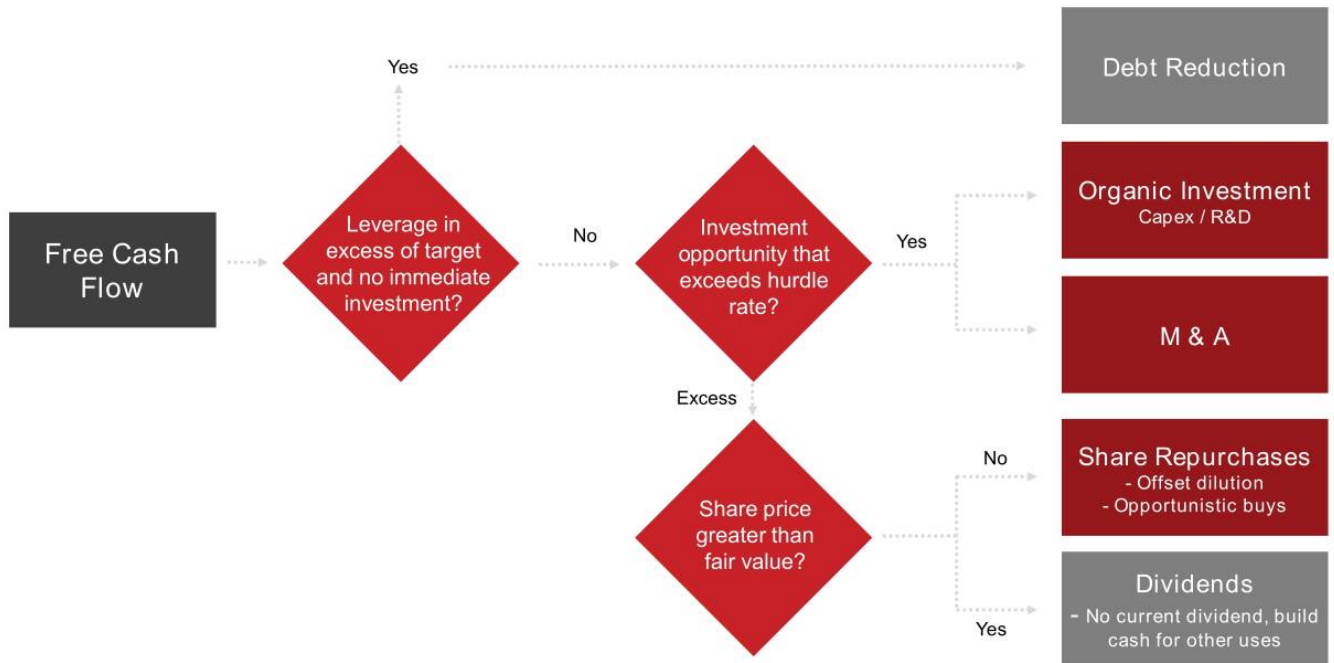 Yes
Debt Reduction
Free Cash
Flow
Leverage in
excess of target
and no immediate
investment?
No
Investment
opportunity that
exceeds hurdle
rate?
Yes
Organic Investment
Capex / R&D
M & A
Excess
Share price
greater than
fair value?
No
Share Repurchases
- Offset dilution
- Opportunistic buys
Yes
Dividends
- No current dividend, build
cash for other uses